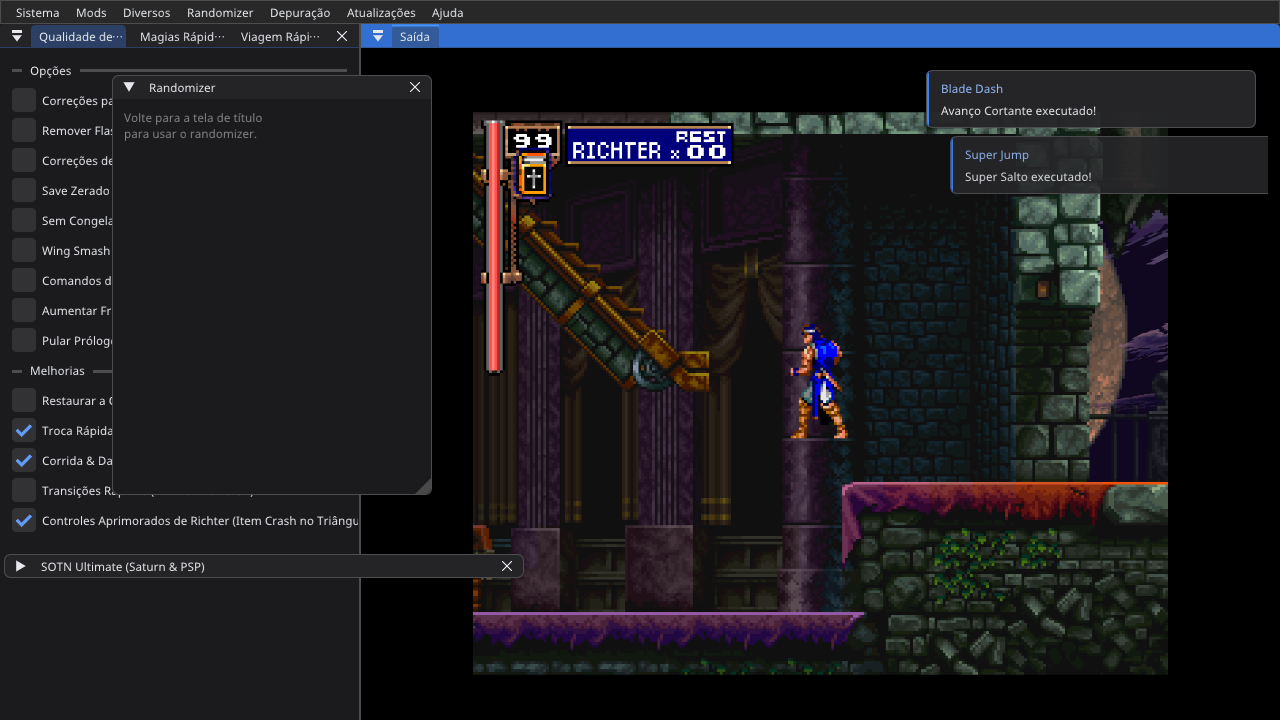 Sistema Mods Diversos Randomizer Depuração Atualizações Ajuda
Qualidade de··· Magias Rápid··· Viagem Rápi···
Saída
Opções
Correções pa
Remover Flas
Correções de
Save Zerado
Sem Congela
Wing Smash
Comandos d
Aumentar Fr
Pular Prólog
Melhorias
Restaurar a
Troca Rápida
Corrida & Da
Transições
Controles Aprimorados de Richter (Item Crash no Triângu
Randomizer
Volte para a tela de título
para usar o randomizer.
SOTN Ultimate (Saturn & PSP)
99
REST
RICHTER x 00
Blade Dash
Avanço Cortante executado!
Super Jump
Super Salto executado!